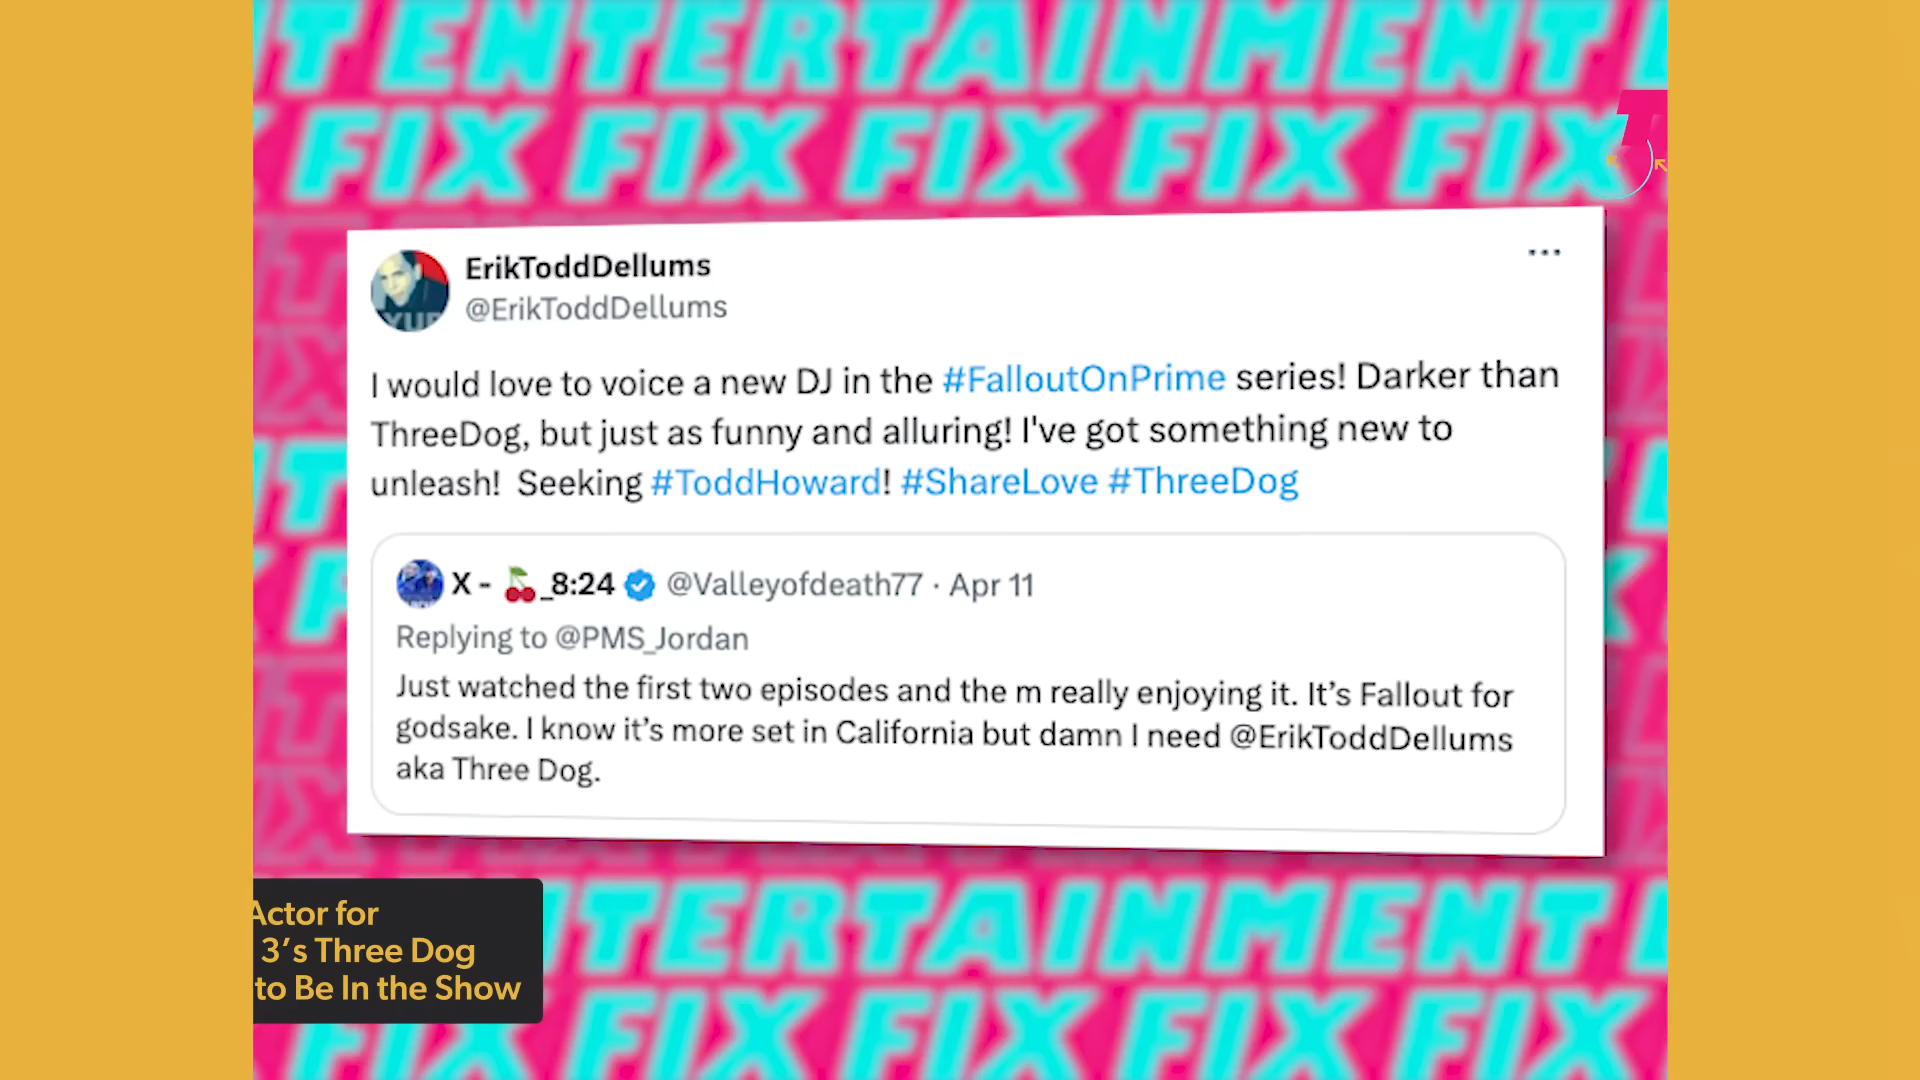 T ENTERTAINMENT
FIX FIX FIX FIX FIX
ErikToddDellums
@ErikToddDellums
I would love to voice a new DJ in the #FalloutOnPrime series! Darker than
ThreeDog, but just as funny and alluring! I've got something new to
unleash!  Seeking #ToddHoward! #ShareLove #ThreeDog
X - 🍒_8:24 @Valleyofdeath77 · Apr 11
Replying to @PMS_Jordan
Just watched the first two episodes and the m really enjoying it. It’s Fallout for
godsake. I know it’s more set in California but damn I need @ErikToddDellums
aka Three Dog.
Actor for
3’s Three Dog
to Be In the Show
NTERTAINMENT
FIX FIX FIX FIX FIX